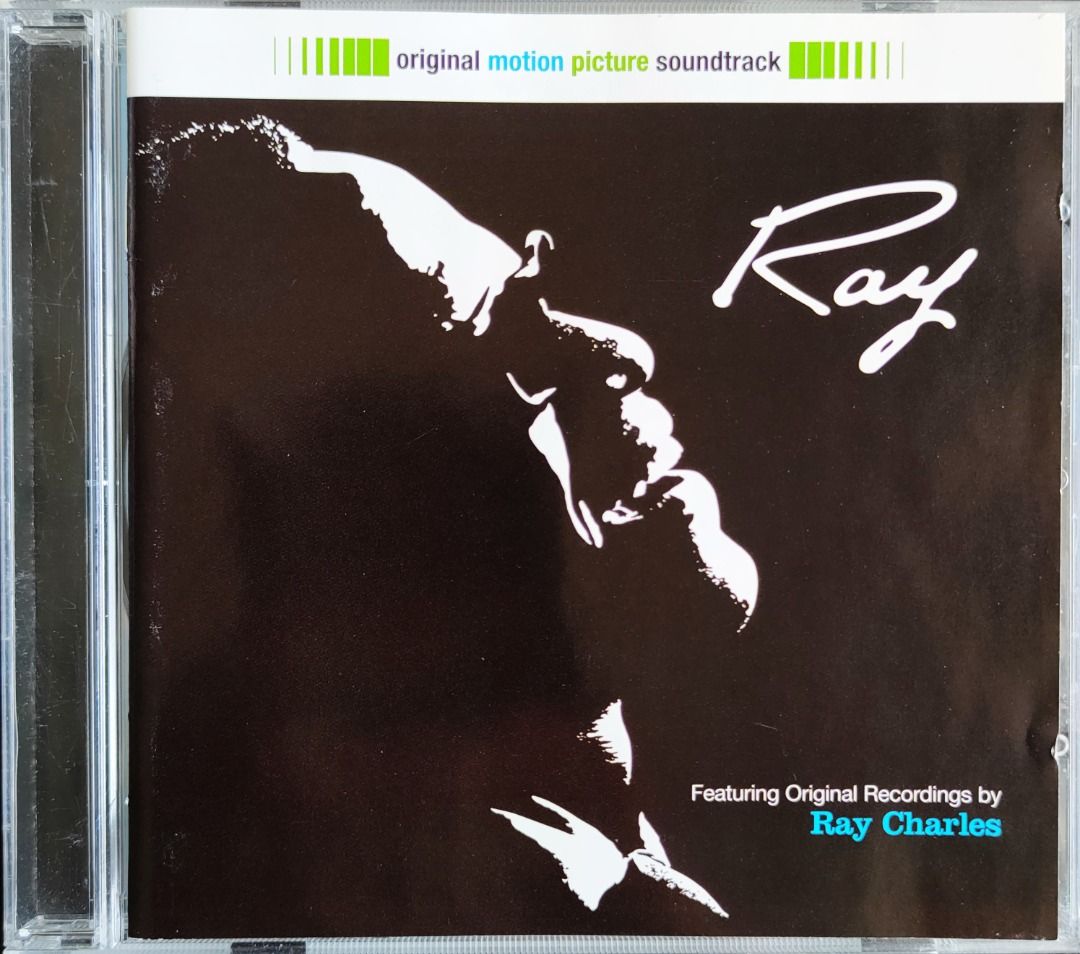 original motion picture soundtrack
Ray
Featuring Original Recordings by
Ray Charles